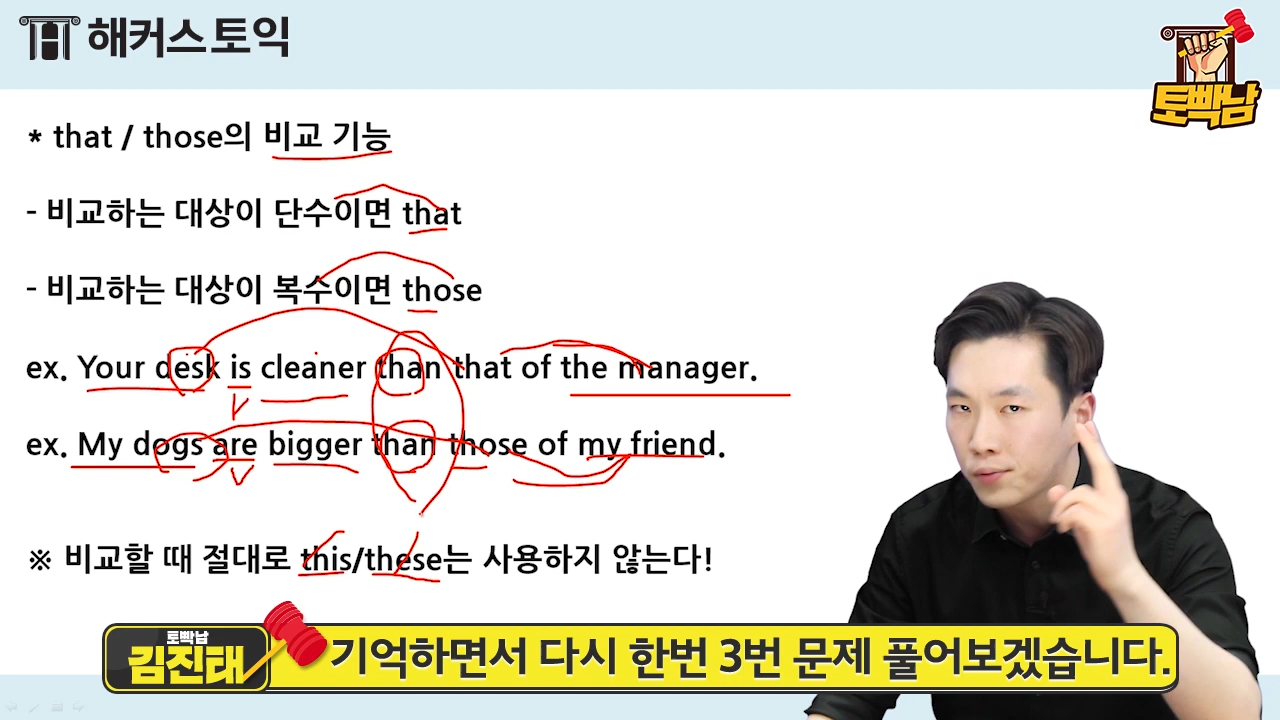 해커스 토익
토빡남
* that / those의 비교 기능
- 비교하는 대상이 단수이면 that
- 비교하는 대상이 복수이면 those
ex. Your desk is cleaner than that of the manager.
ex. My dogs are bigger than those of my friend.
※ 비교할 때 절대로 this/these는 사용하지 않는다!
토빡남
김진태
기억하면서 다시 한번 3번 문제 풀어보겠습니다.